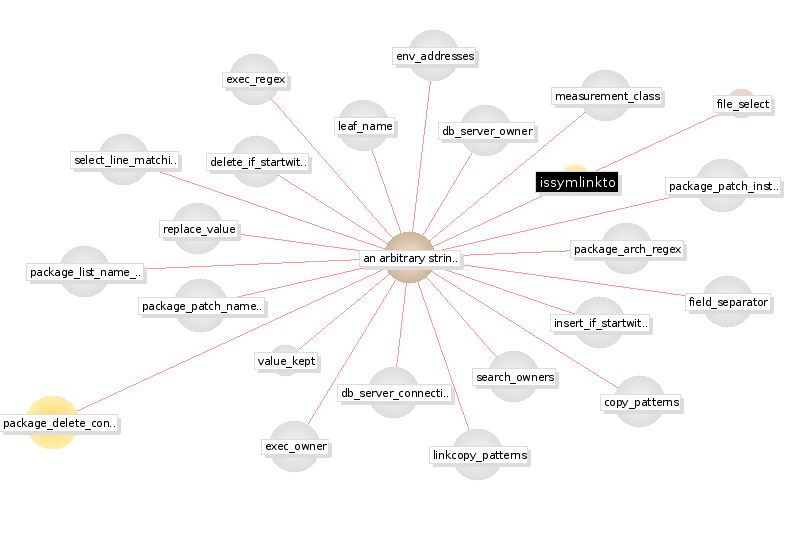 env_addresses
exec_regex
measurement_class
file_select
leaf_name
db_server_owner
select_line_matchi..
delete_if_startwit..
issymlinkto
package_patch_inst..
replace_value
package_arch_regex
an arbitrary strin..
package_list_name_..
package_patch_name..
field_separator
insert_if_startwit..
value_kept
search_owners
db_server_connecti..
copy_patterns
package_delete_con..
exec_owner
linkcopy_patterns